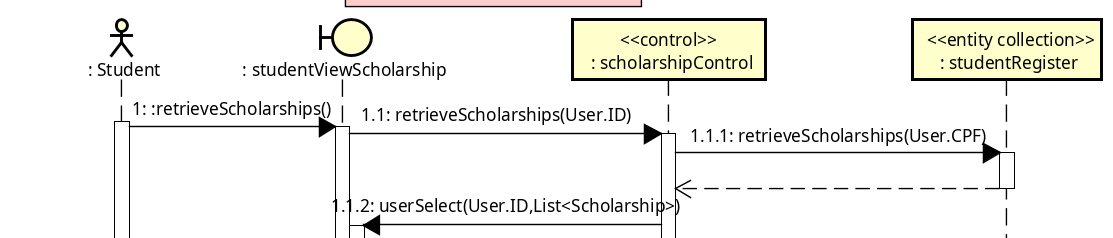 <<control>>
<<entity collection>>
: Student
: studentViewScholarship
: scholarshipControl
: studentRegister
1: :retrieveScholarships()
1.1: retrieveScholarships(User.ID)
1.1.1: retrieveScholarships(User.CPF)
1.1.2: userSelect(User.ID,List<Scholarship>)